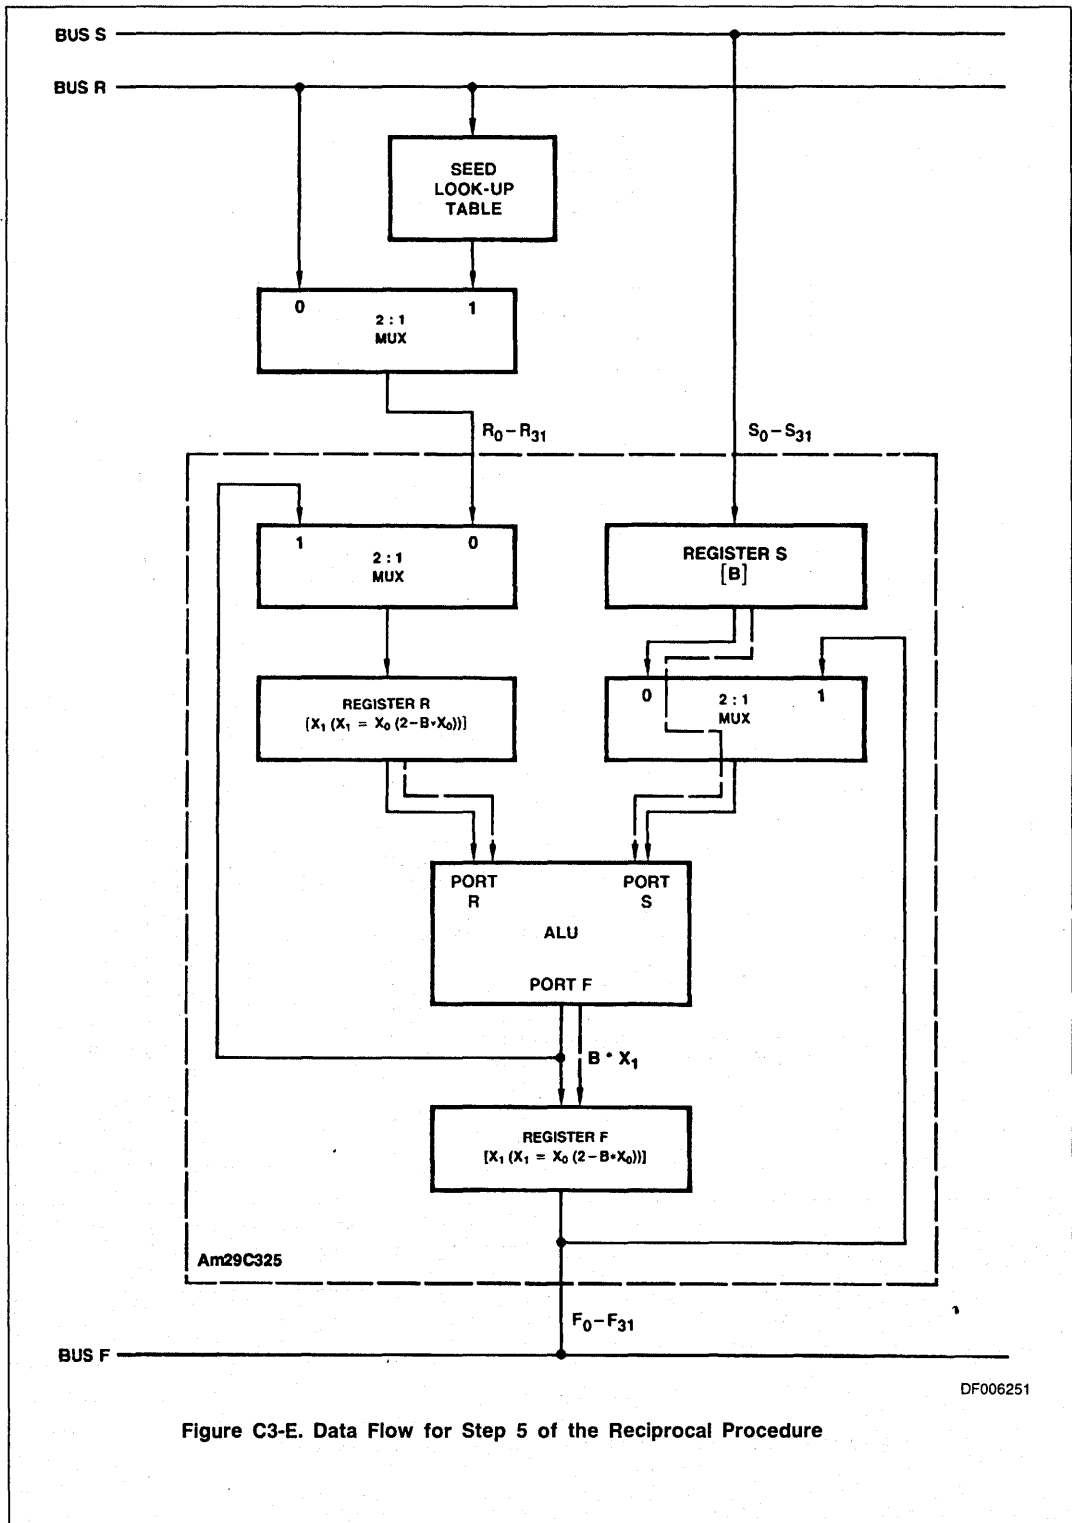 BUS S
BUS R
SEED
LOOK-UP
TABLE
0 1
2 : 1
MUX
R0–R31
S0–S31
1 0
2 : 1
MUX
REGISTER S
[B]
REGISTER R
[X1 (X1 = X0 (2–B*X0))]
0 1
2 : 1
MUX
PORT
R
PORT
S
ALU
PORT F
B * X1
REGISTER F
[X1 (X1 = X0 (2–B*X0))]
Am29C325
F0–F31
BUS F
DF006251
Figure C3-E. Data Flow for Step 5 of the Reciprocal Procedure